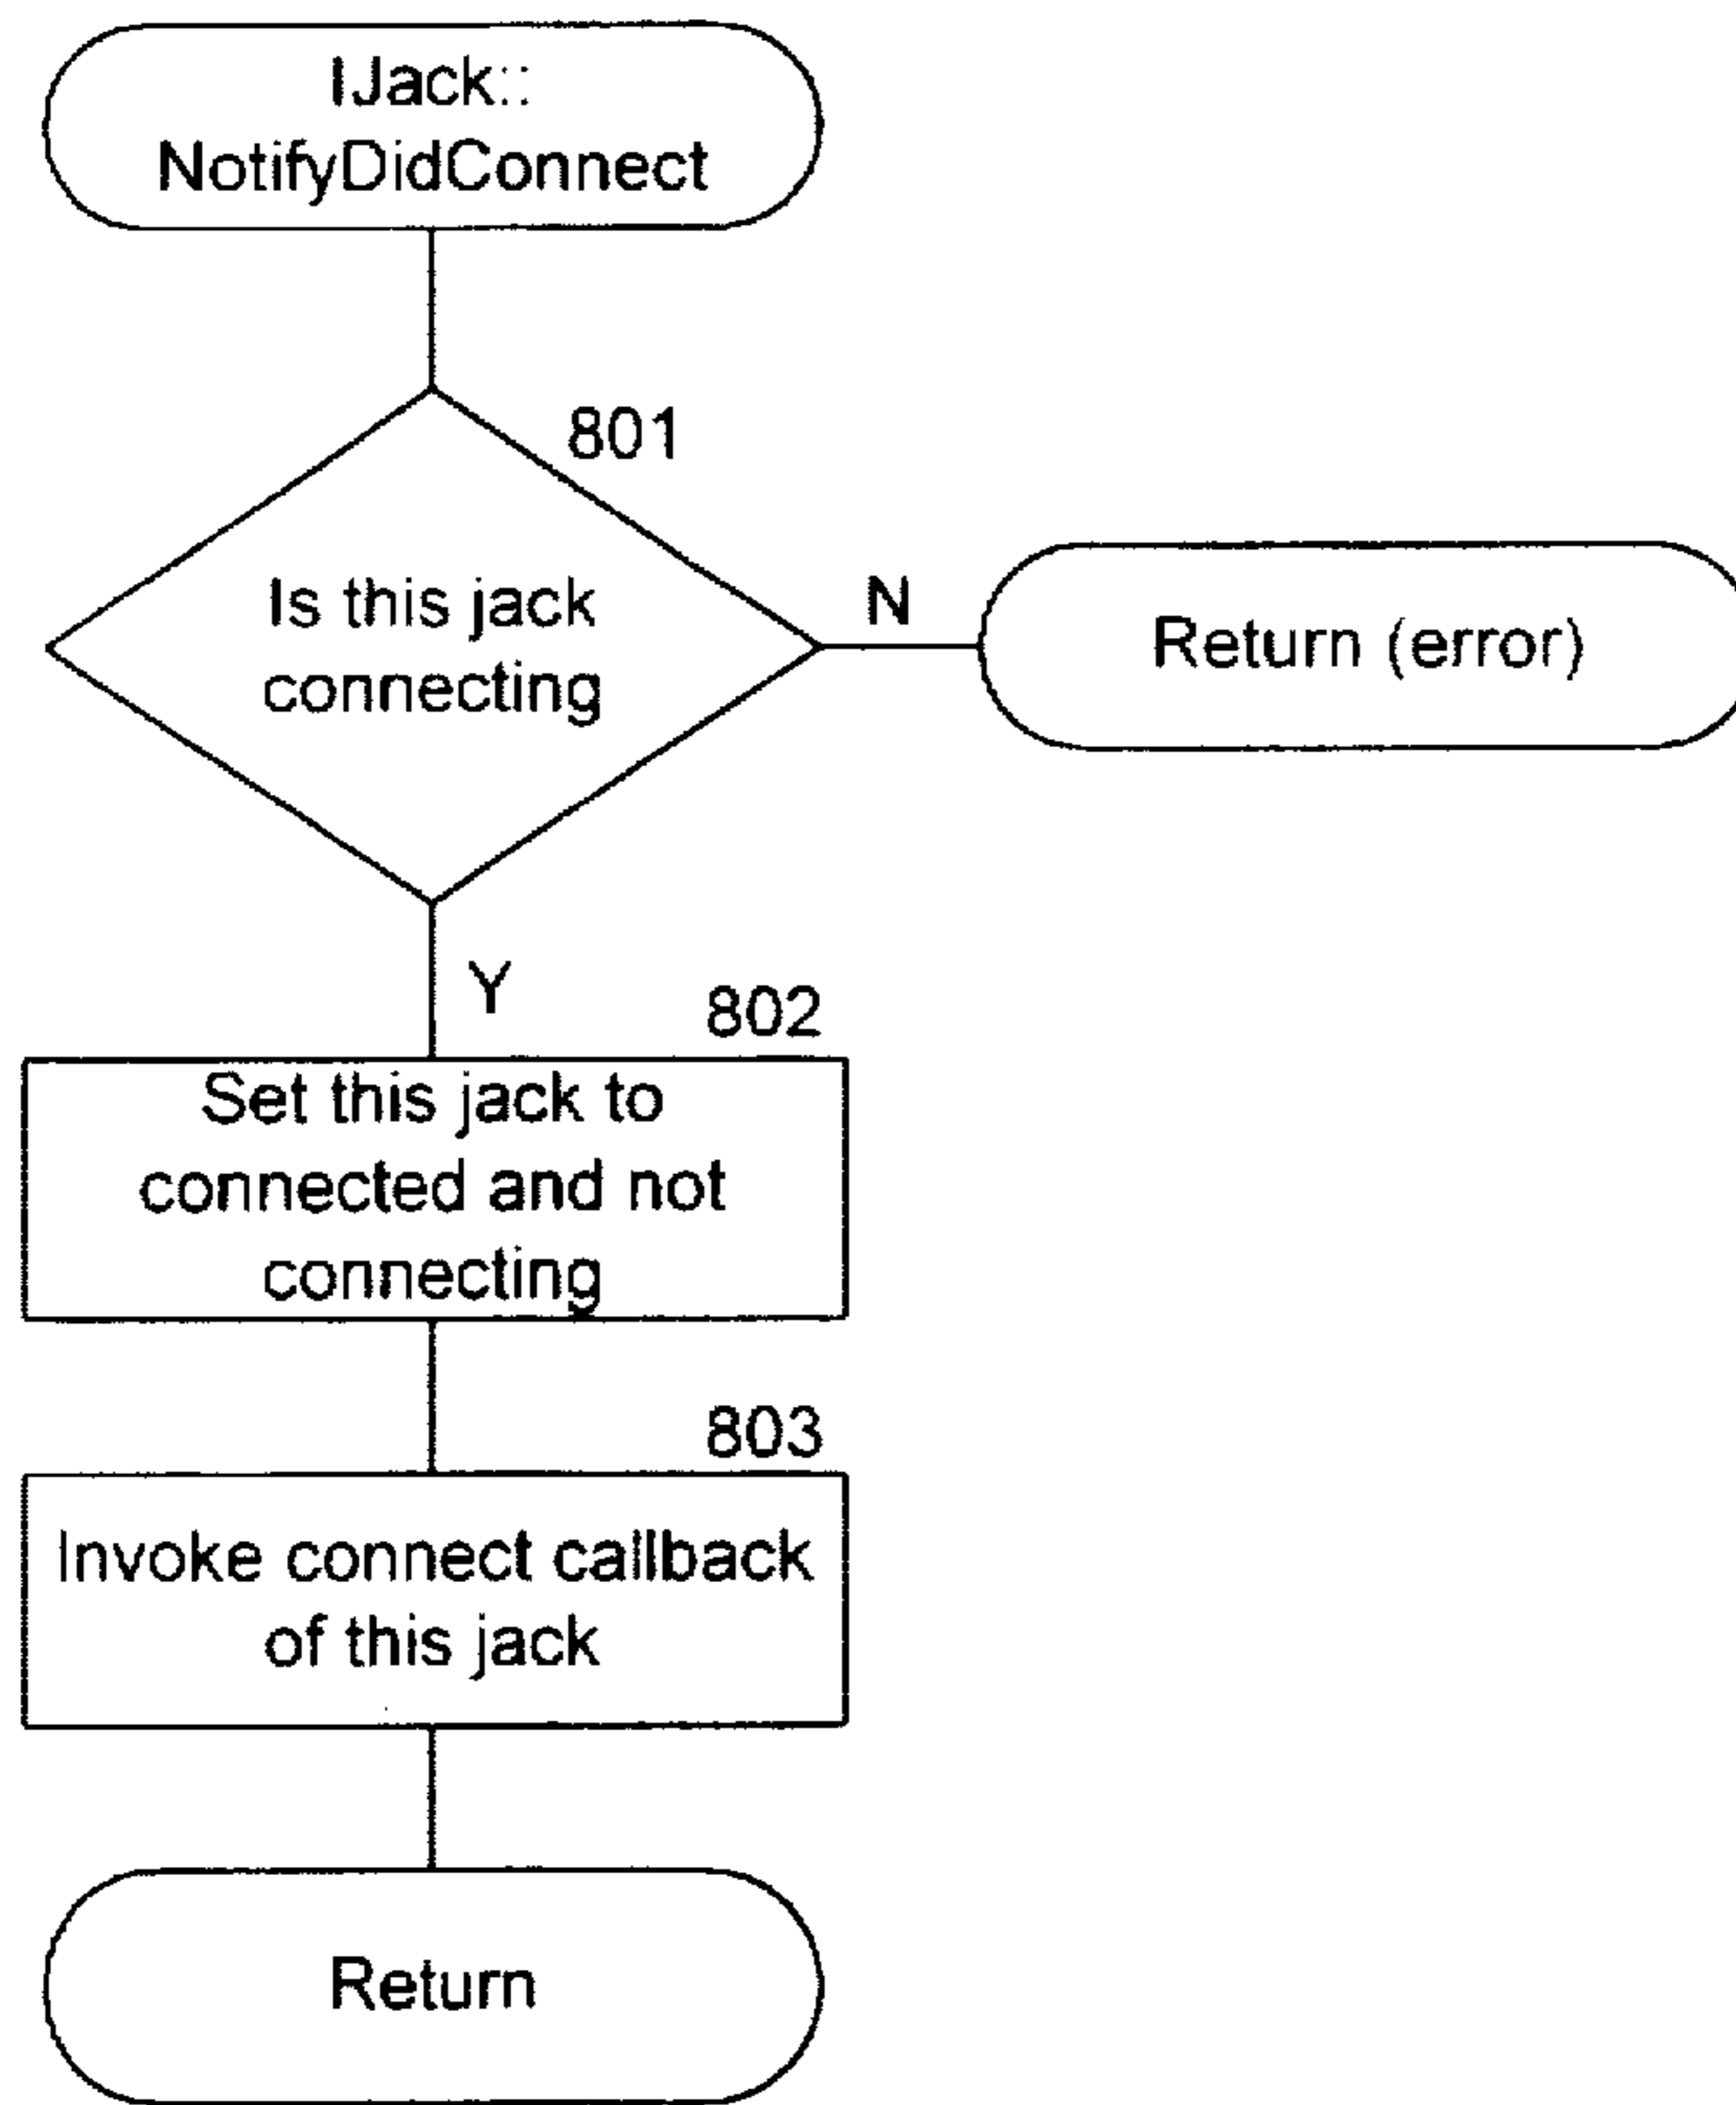 IJack::
NotifyDidConnect
801
Is this jack
connecting
N
Return (error)
Y
802
Set this jack to
connected and not
connecting
803
Invoke connect callback
of this jack
Return